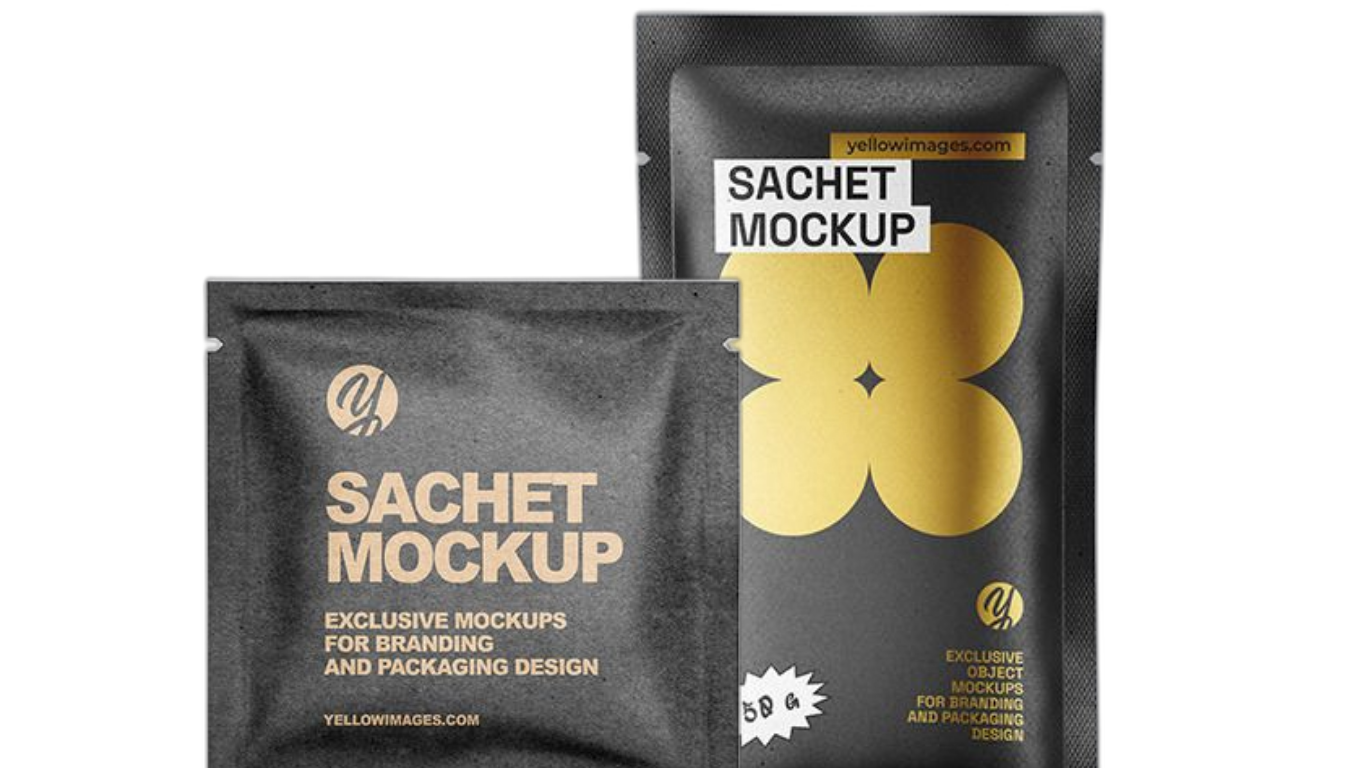 yellowimages.com
SACHET
MOCKUP
50 G
EXCLUSIVE
OBJECT
MOCKUPS
FOR BRANDING
AND PACKAGING
DESIGN
SACHET
MOCKUP
EXCLUSIVE MOCKUPS
FOR BRANDING
AND PACKAGING DESIGN
YELLOWIMAGES.COM